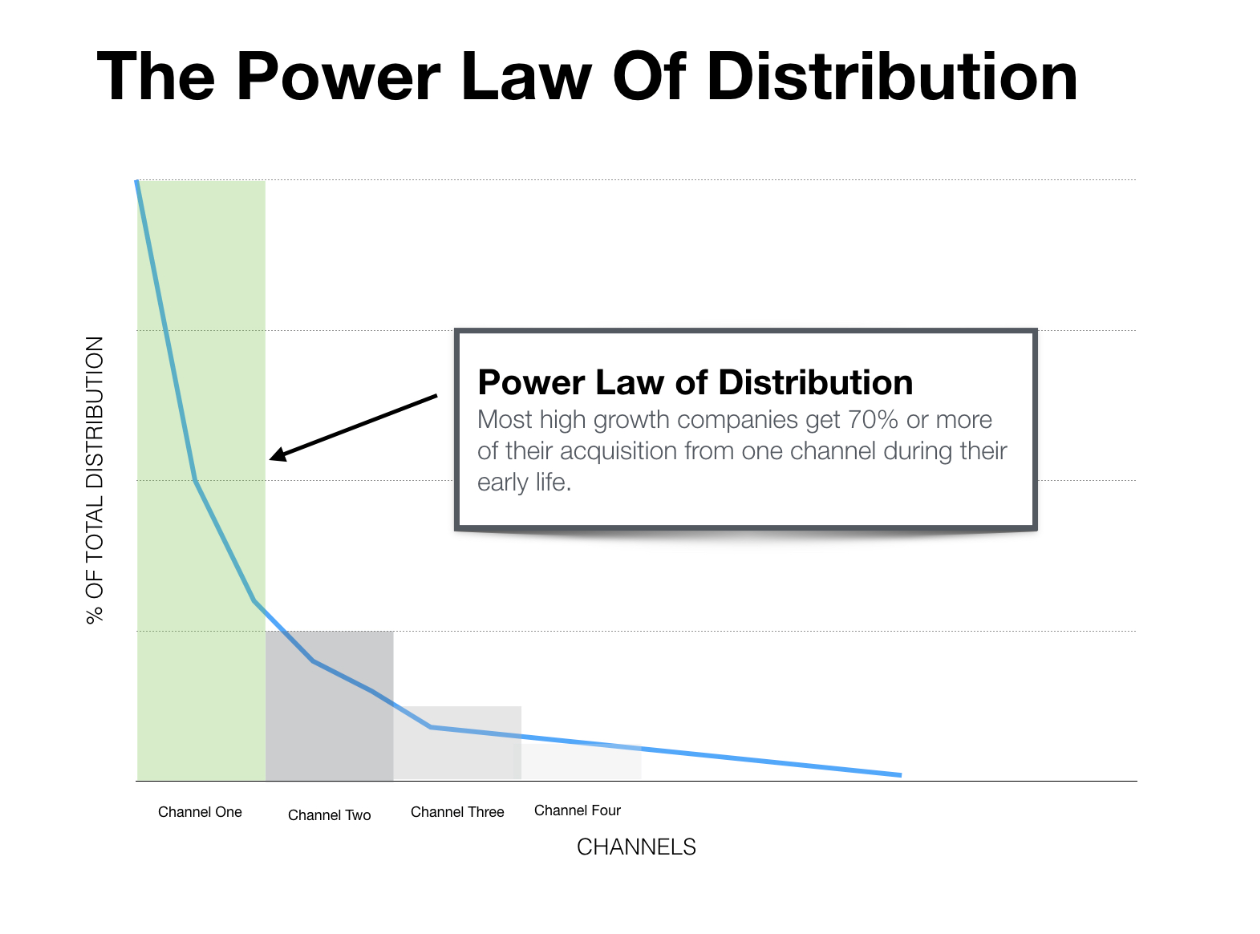 The Power Law Of Distribution
% OF TOTAL DISTRIBUTION
Power Law of Distribution
Most high growth companies get 70% or more
of their acquisition from one channel during their
early life.
Channel One
Channel Two
Channel Three
Channel Four
CHANNELS